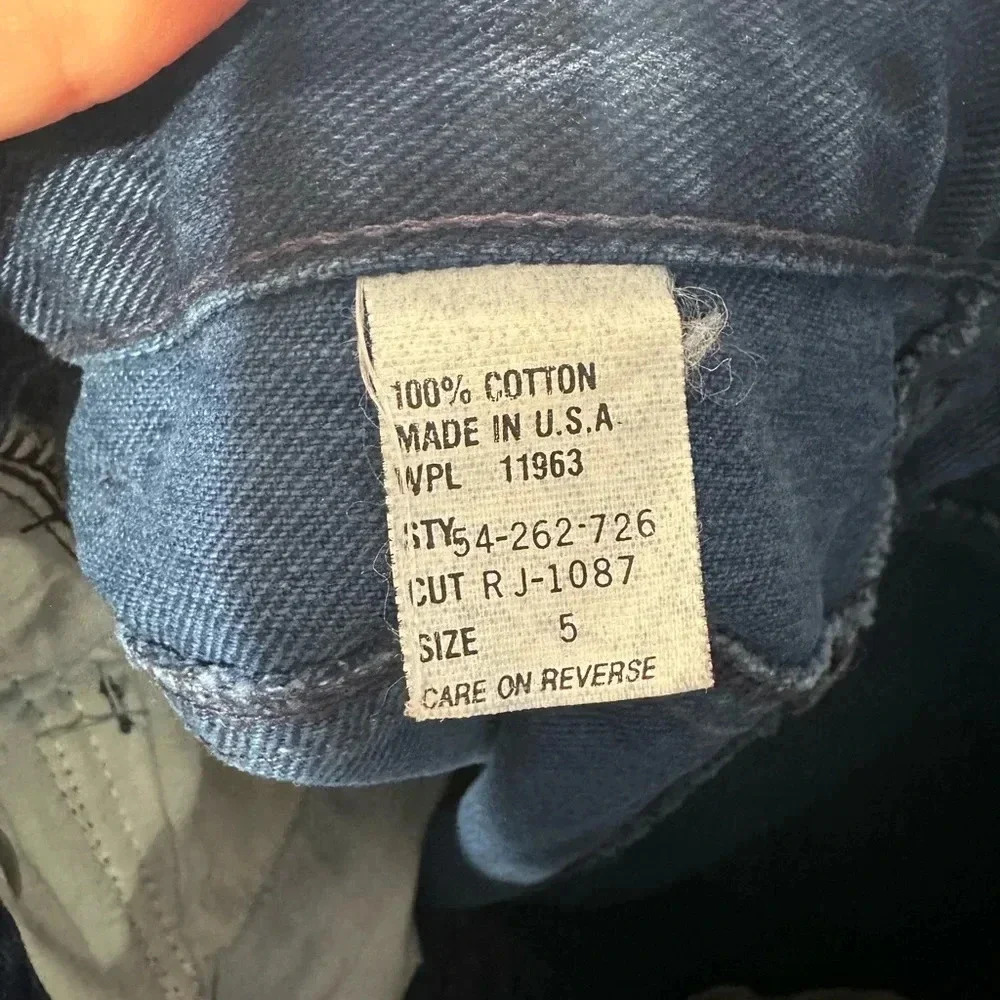 100% COTTON
MADE IN U.S.A.
WPL 11963
STY 54-262-726
CUT RJ-1087
SIZE 5
CARE ON REVERSE